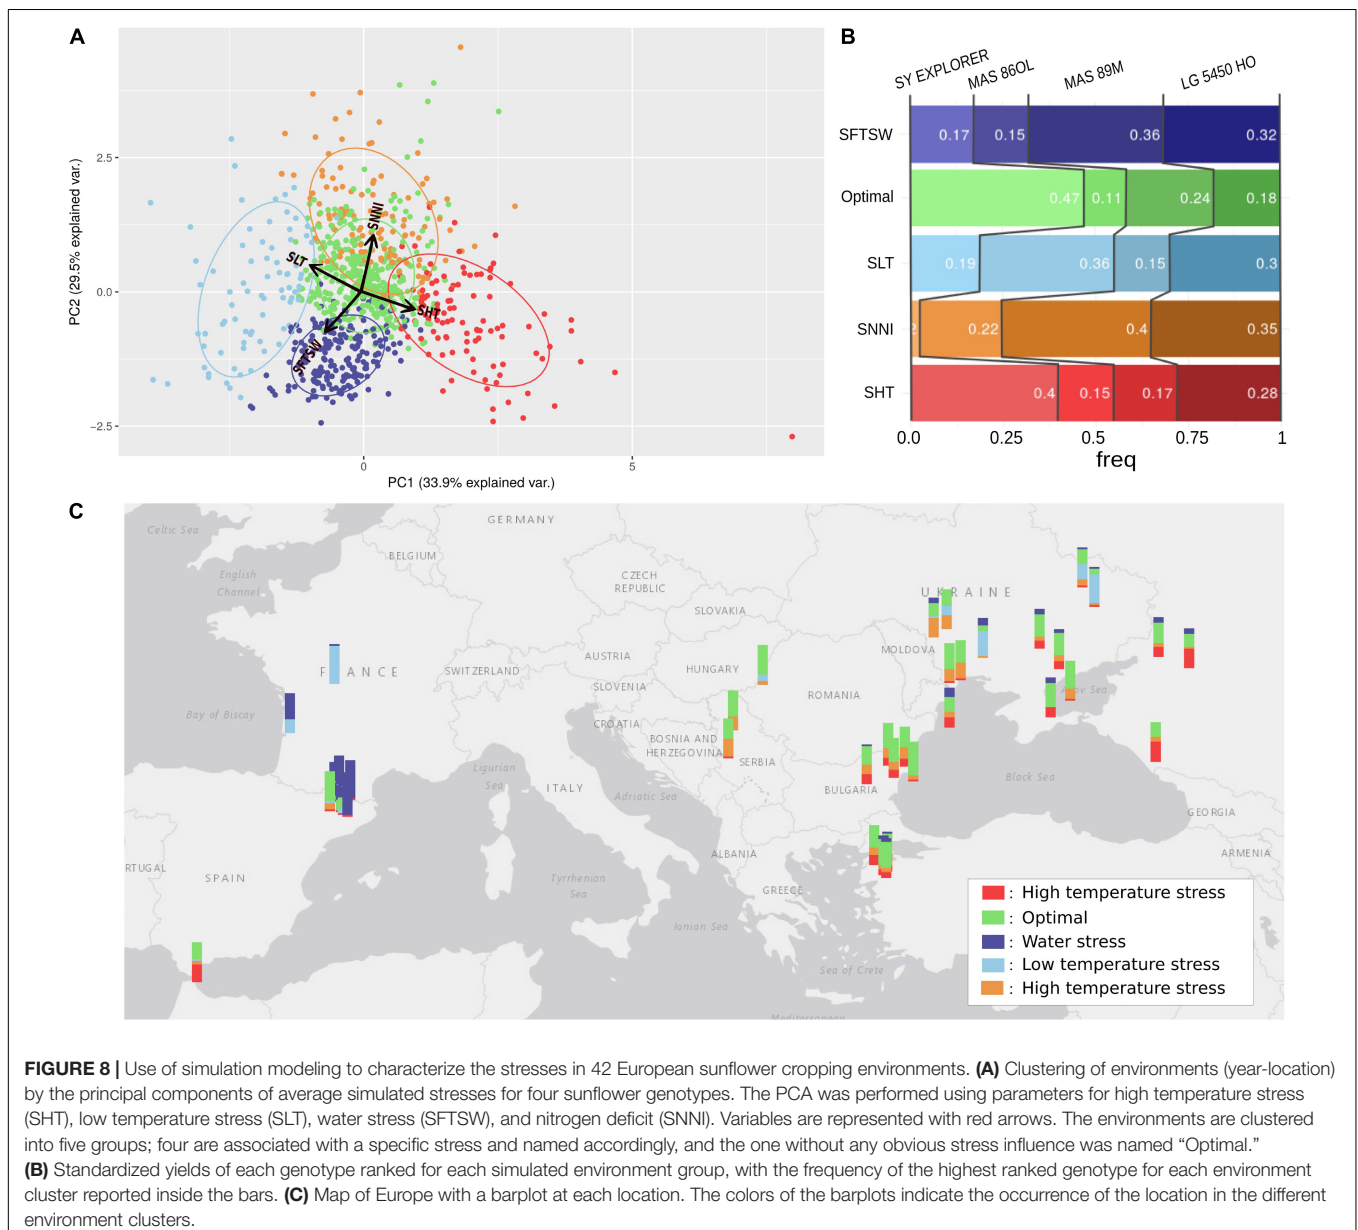 A
B
2.5
0.0
−2.5
0
5
PC2 (29.5% explained var.)
PC1 (33.9% explained var.)
SNNI
SLT
SHT
SFTSW
SY EXPLORER
MAS 86OL
MAS 89M
LG 5450 HO
SFTSW
0.17
0.15
0.36
0.32
Optimal
0.47
0.11
0.24
0.18
SLT
0.19
0.36
0.15
0.3
SNNI
2
0.22
0.4
0.35
SHT
0.4
0.15
0.17
0.28
0.0
0.25
0.5
0.75
1
freq
C
Celtic Sea
GERMANY
BELGIUM
English
Channel
CZECH
REPUBLIC
UKRAINE
SLOVAKIA
FRANCE
SWITZERLAND
AUSTRIA
HUNGARY
MOLDOVA
SLOVENIA
ROMANIA
Azov Sea
Bay of Biscay
CROATIA
BOSNIA AND
HERZEGOVINA
SERBIA
Ligurian
Sea
ITALY
Adriatic Sea
BULGARIA
Black Sea
GEORGIA
ALBANIA
ARMENIA
RTUGAL
SPAIN
Tyrrhenian
Sea
GREECE
Ionian Sea
Sea of Crete
Mediterranean
: High temperature stress
: Optimal
: Water stress
: Low temperature stress
: High temperature stress
FIGURE 8 | Use of simulation modeling to characterize the stresses in 42 European sunflower cropping environments. (A) Clustering of environments (year-location)
by the principal components of average simulated stresses for four sunflower genotypes. The PCA was performed using parameters for high temperature stress
(SHT), low temperature stress (SLT), water stress (SFTSW), and nitrogen deficit (SNNI). Variables are represented with red arrows. The environments are clustered
into five groups; four are associated with a specific stress and named accordingly, and the one without any obvious stress influence was named “Optimal.”
(B) Standardized yields of each genotype ranked for each simulated environment group, with the frequency of the highest ranked genotype for each environment
cluster reported inside the bars. (C) Map of Europe with a barplot at each location. The colors of the barplots indicate the occurrence of the location in the different
environment clusters.